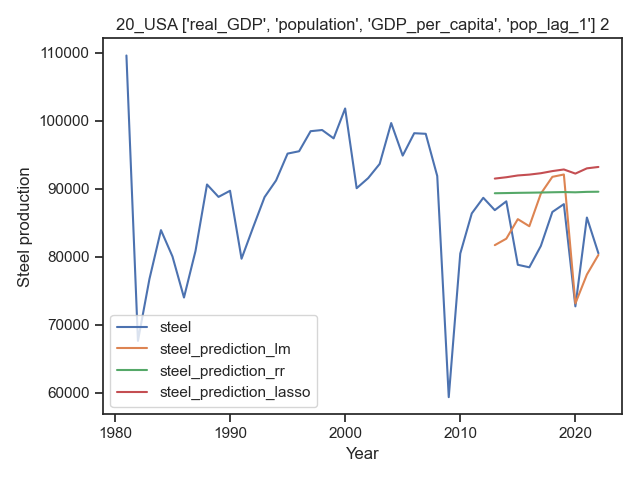 20_USA ['real_GDP', 'population', 'GDP_per_capita', 'pop_lag_1'] 2
110000
100000
90000
80000
70000
60000
Steel production
steel
steel_prediction_lm
steel_prediction_rr
steel_prediction_lasso
1980 1990 2000 2010 2020
Year